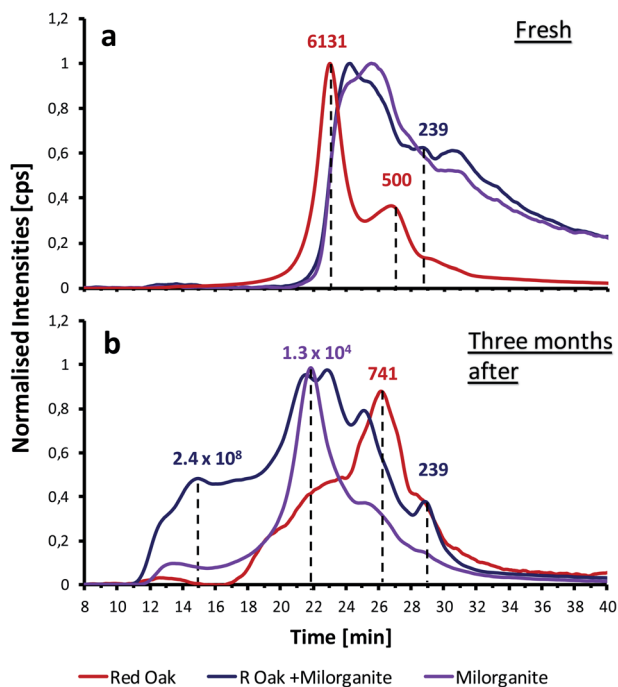 a
Fresh
6131
500
239
Normalised Intensities [cps]
1,2
1
0,8
0,6
0,4
0,2
0
b
Three months
after
1.3 x 10⁴
741
2.4 x 10⁸
239
1,2
1
0,8
0,6
0,4
0,2
0
8 10 11 14 16 18 20 22 24 26 28 30 32 34 36 38 40
Time [min]
Red Oak R Oak +Milorganite Milorganite